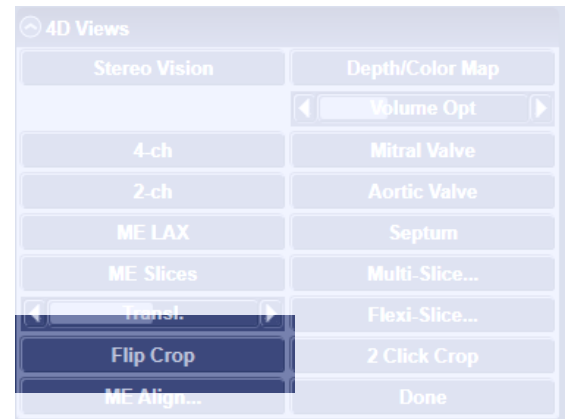 4D Views
Stereo Vision Depth/Color Map
Volume Opt
4-ch Mitral Valve
2-ch Aortic Valve
ME LAX Septum
ME Slices Multi-Slice...
Transl. Flexi-Slice...
Flip Crop 2 Click Crop
ME Align... Done